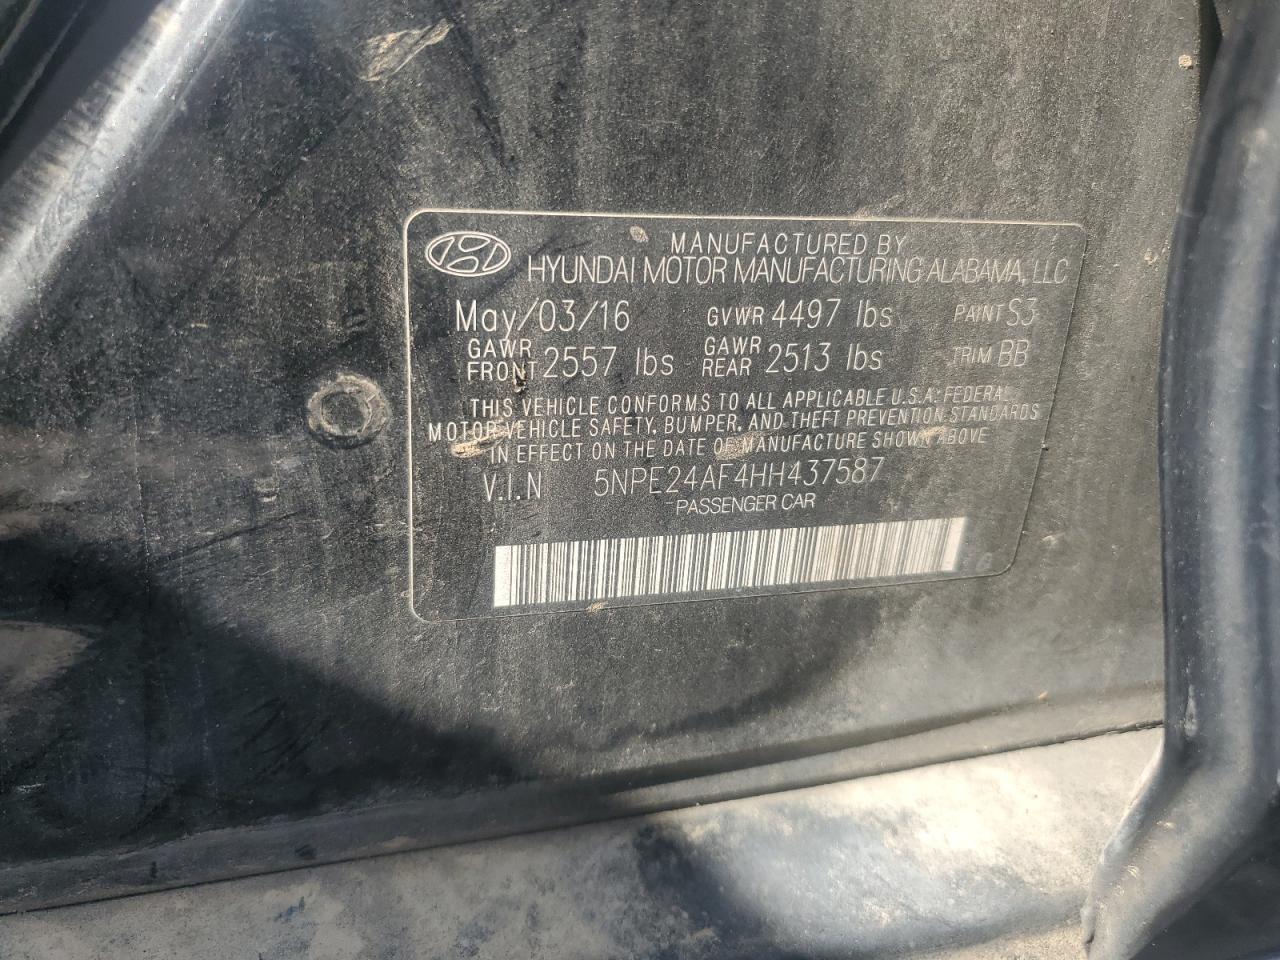 MANUFACTURED BY
HYUNDAI MOTOR MANUFACTURING ALABAMA, LLC
May/03/16 GVWR 4497 lbs PAINT S3
GAWR FRONT 2557 lbs GAWR REAR 2513 lbs TRIM BB
THIS VEHICLE CONFORMS TO ALL APPLICABLE U.S.A. FEDERAL
MOTOR VEHICLE SAFETY, BUMPER, AND THEFT PREVENTION STANDARDS
IN EFFECT ON THE DATE OF MANUFACTURE SHOWN ABOVE
V.I.N 5NPE24AF4HH437587
PASSENGER CAR